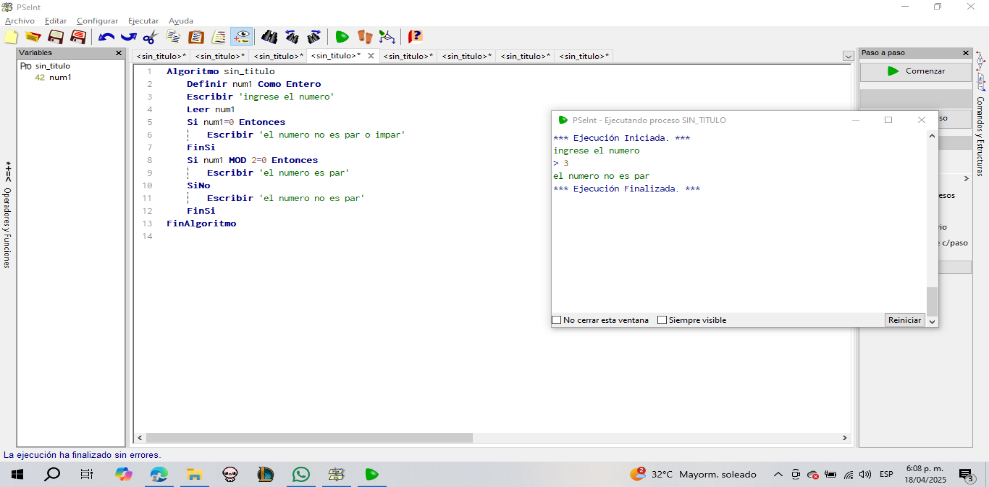 PSeInt
Archivo Editar Configurar Ejecutar Ayuda
Variables
sin_titulo
42 num1
*+=< Operadores y Funciones
<sin_titulo>* <sin_titulo>* <sin_titulo>* <sin_titulo>* <sin_titulo>* <sin_titulo>* <sin_titulo>* <sin_titulo>*
1 Algoritmo sin_titulo
2 Definir num1 Como Entero
3 Escribir 'ingrese el numero'
4 Leer num1
5 Si num1=0 Entonces
6 Escribir 'el numero no es par o impar'
7 FinSi
8 Si num1 MOD 2=0 Entonces
9 Escribir 'el numero es par'
10 SiNo
11 Escribir 'el numero no es par'
12 FinSi
13 FinAlgoritmo
14
PSeInt - Ejecutando proceso SIN_TITULO
*** Ejecución Iniciada. ***
ingrese el numero
> 3
el numero no es par
*** Ejecución Finalizada. ***
No cerrar esta ventana Siempre visible Reiniciar
Paso a paso
Comenzar
so
esos
io
e c/paso
Comandos y Estructuras
La ejecución ha finalizado sin errores.
2 32°C Mayorm. soleado ESP 6:08 p. m.
18/04/2025 3